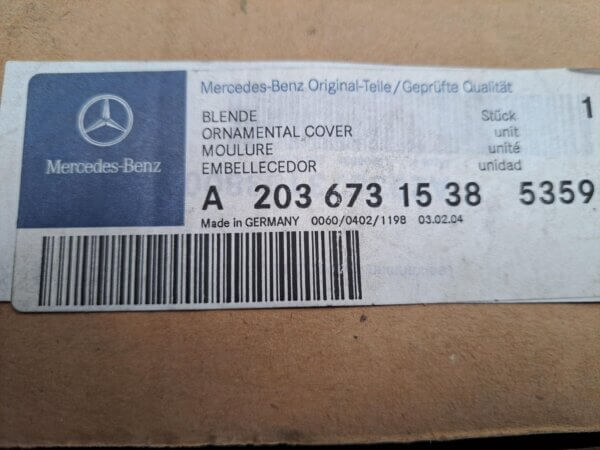 Mercedes-Benz
Mercedes-Benz Original-Teile/Geprüfte Qualität
BLENDE Stück 1
ORNAMENTAL COVER unit
MOULURE unité
EMBELLECEDOR unidad
A 203 673 15 38 5359
Made in GERMANY 0060/0402/1198 03.02.04